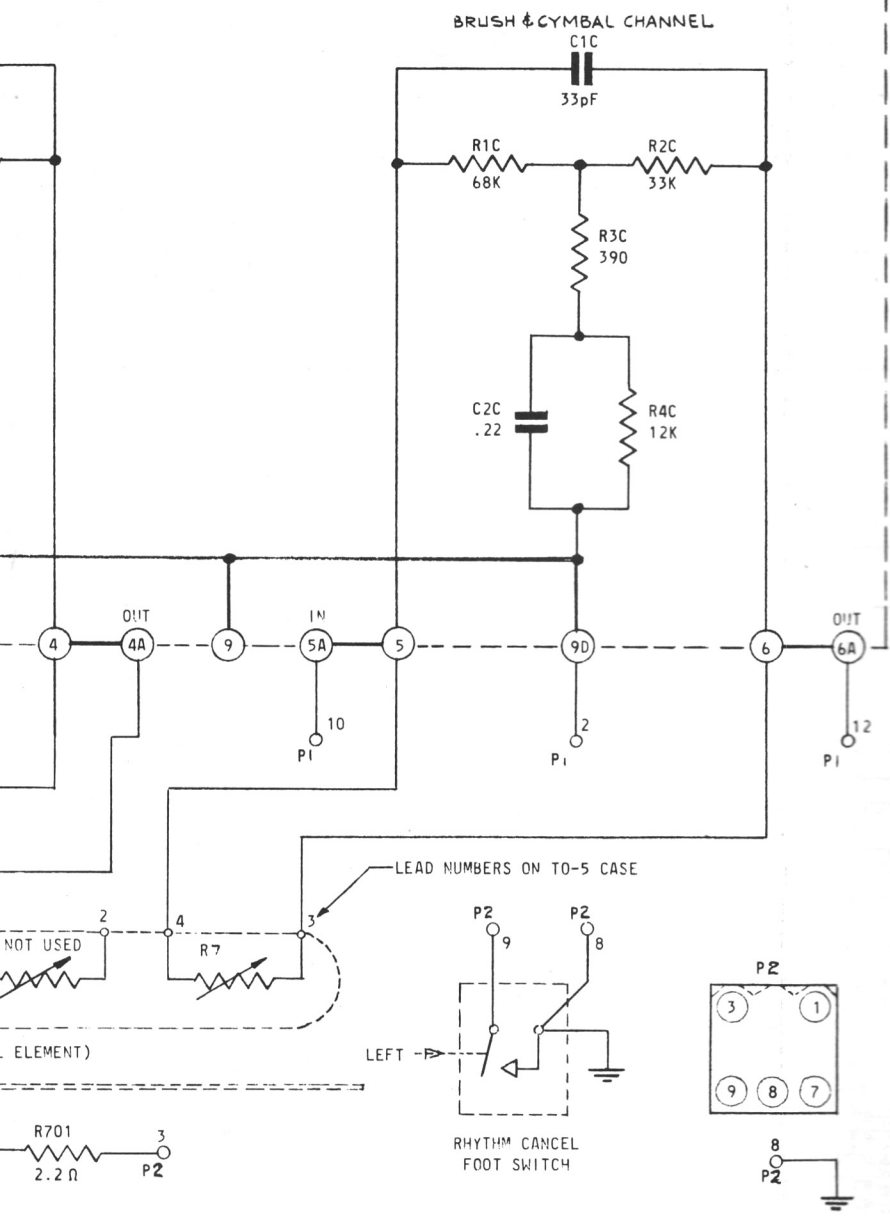 BRUSH & CYMBAL CHANNEL
C1C
33pF
R1C
68K
R2C
33K
R3C
390
C2C
.22
R4C
12K
OUT
IN
OUT
4
4A
9
5A
5
9D
6
6A
10
P1
2
P1
12
P1
LEAD NUMBERS ON TO-5 CASE
2
4
3
NOT USED
R7
P2
9
P2
8
P2
3
1
9
8
7
L ELEMENT)
LEFT
R701
2.2Ω
3
P2
RHYTHM CANCEL
FOOT SWITCH
8
P2